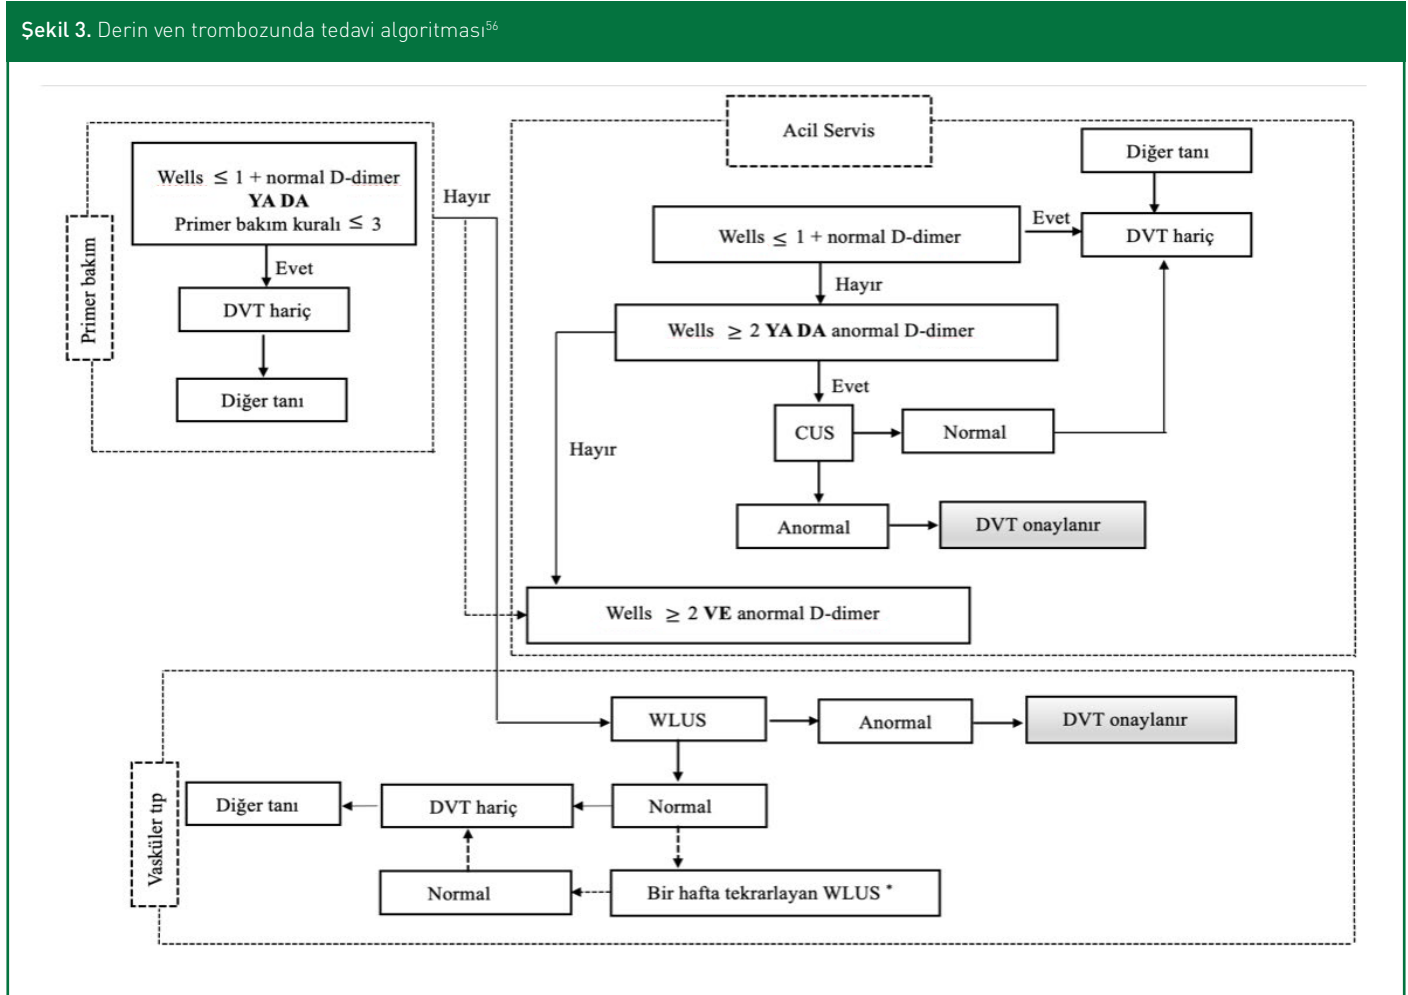 Şekil 3. Derin ven trombozunda tedavi algoritması56
Primer bakım
Wells ≤ 1 + normal D-dimer
YA DA
Primer bakım kuralı ≤ 3
Evet
DVT hariç
Diğer tanı
Hayır
Acil Servis
Diğer tanı
Wells ≤ 1 + normal D-dimer
Evet
DVT hariç
Hayır
Wells ≥ 2 YA DA anormal D-dimer
Evet
Hayır
CUS
Normal
Anormal
DVT onaylanır
Wells ≥ 2 VE anormal D-dimer
Vasküler tıp
WLUS
Anormal
DVT onaylanır
Diğer tanı
DVT hariç
Normal
Normal
Bir hafta tekrarlayan WLUS *